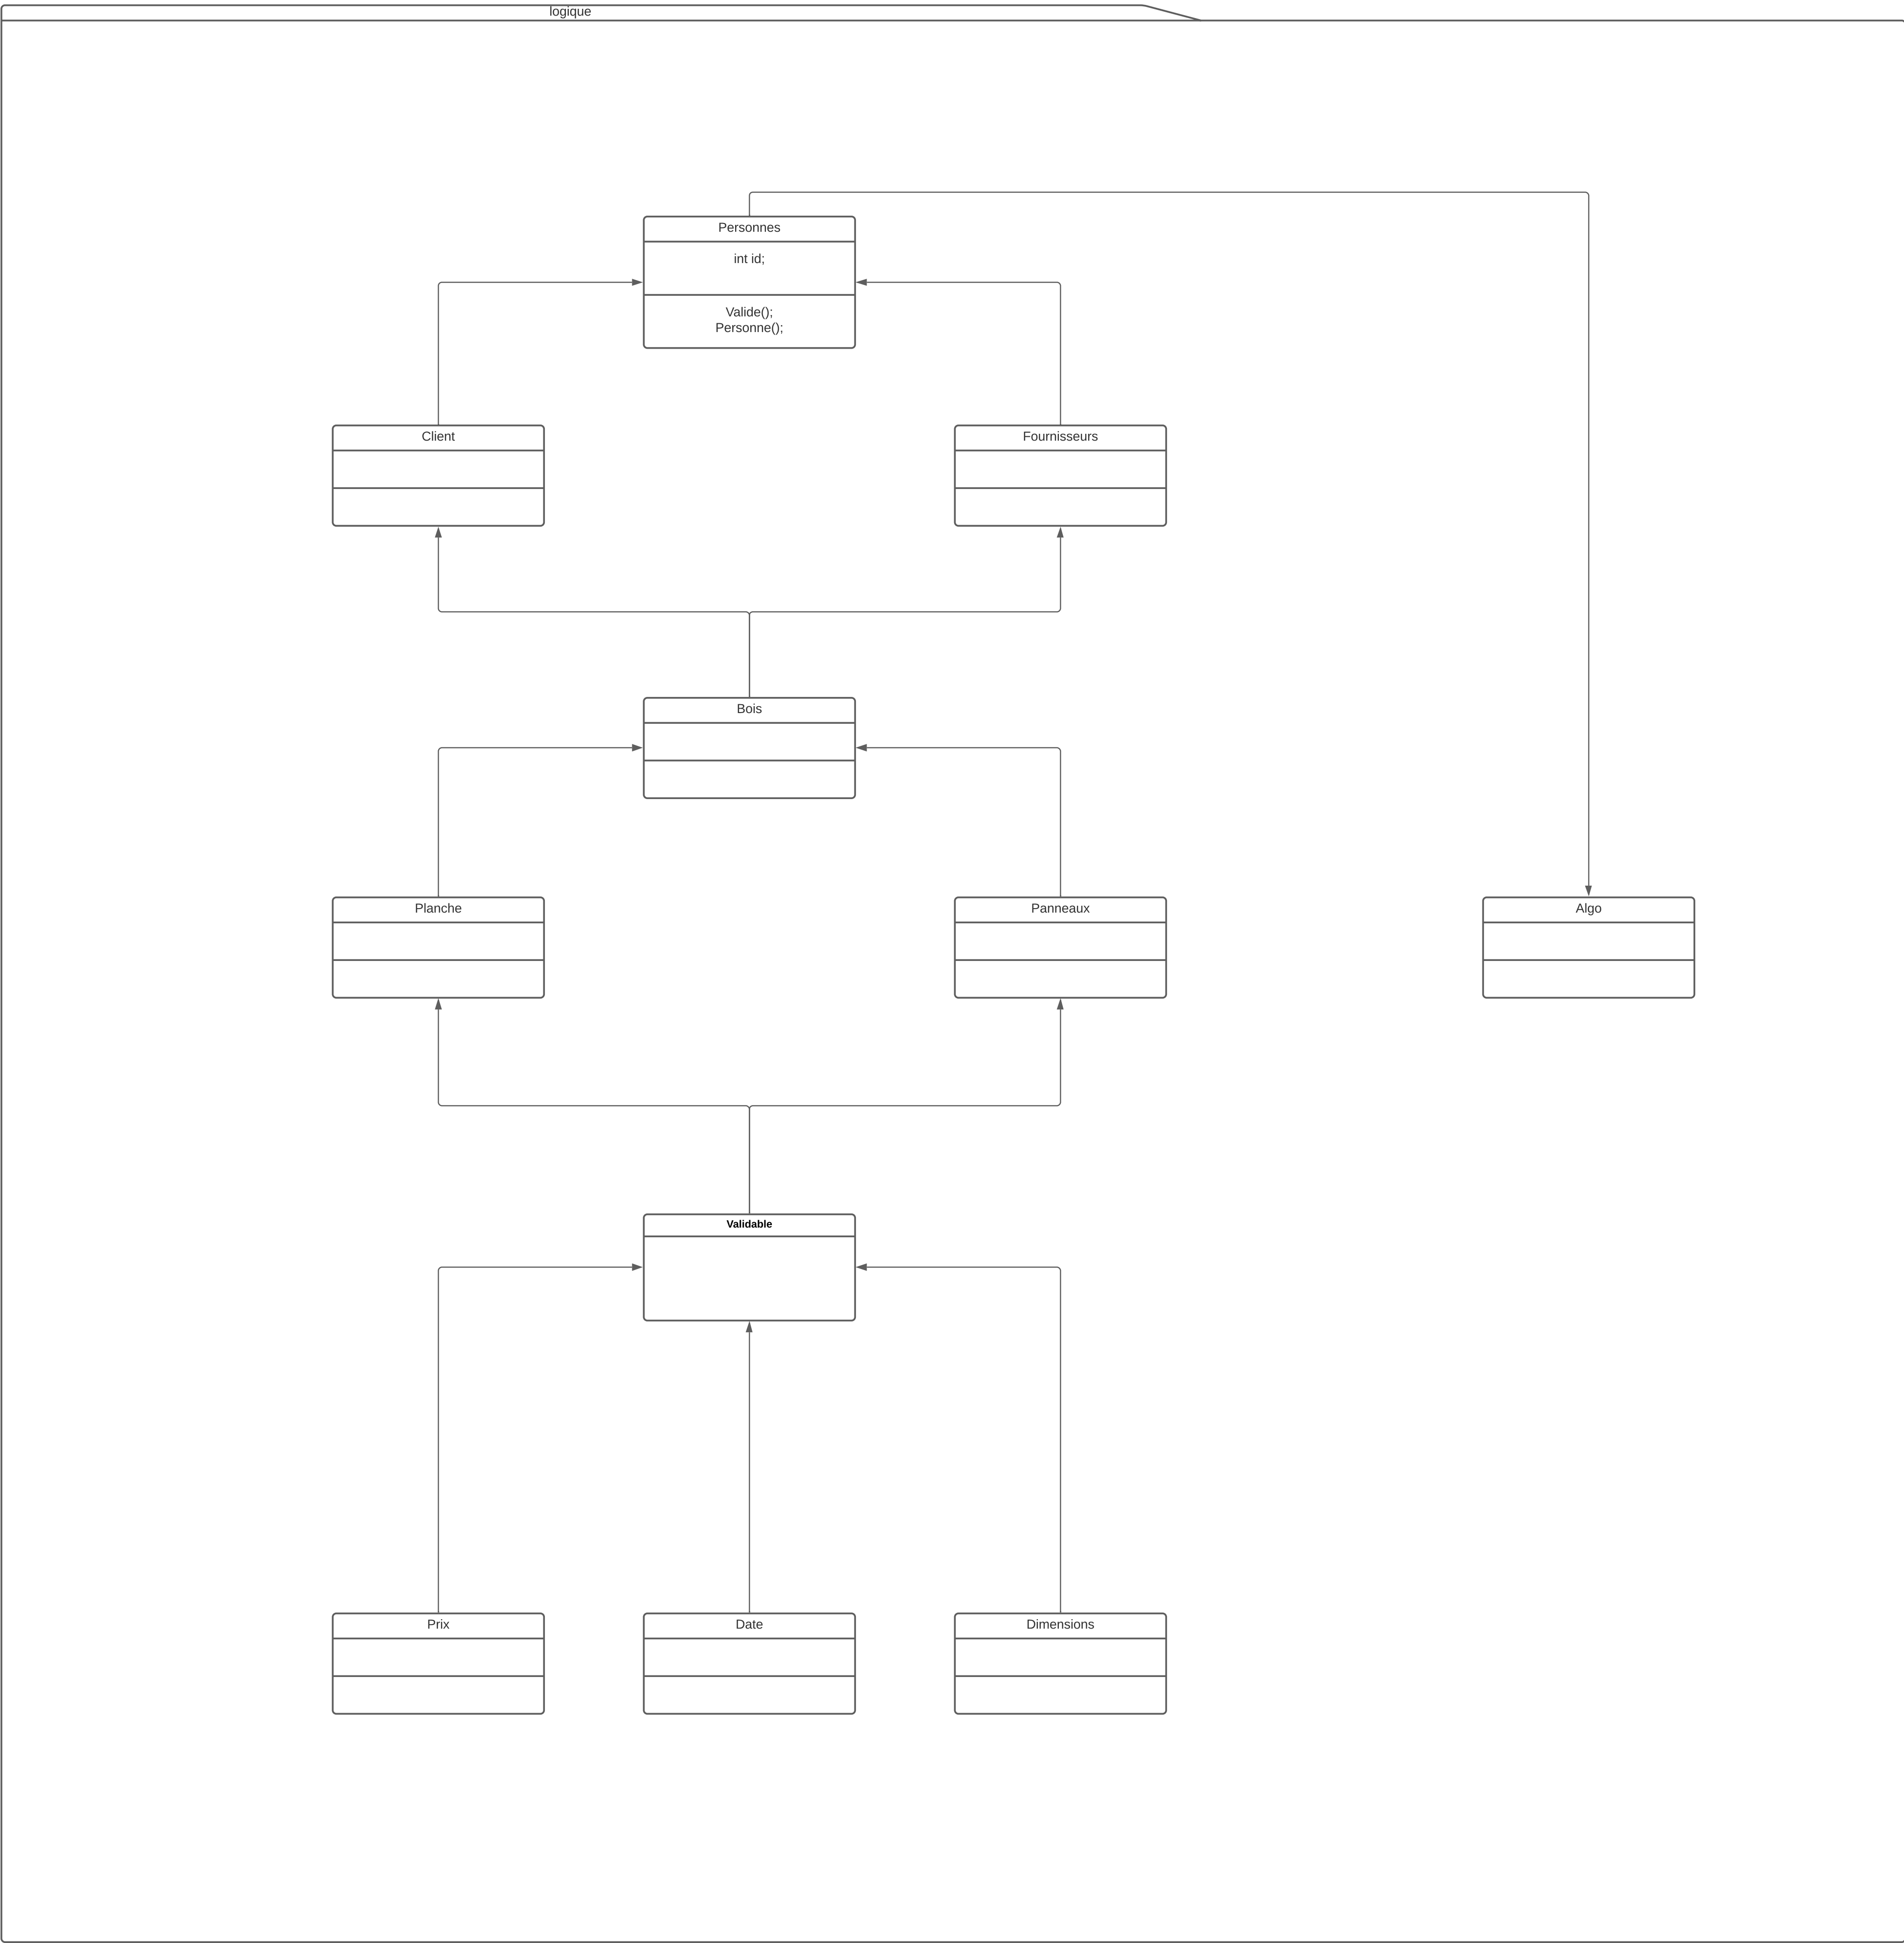 logique
Personnes
int id;
Valide();
Personne();
Client
Fournisseurs
Bois
Planche
Panneaux
Algo
Validable
Prix
Date
Dimensions